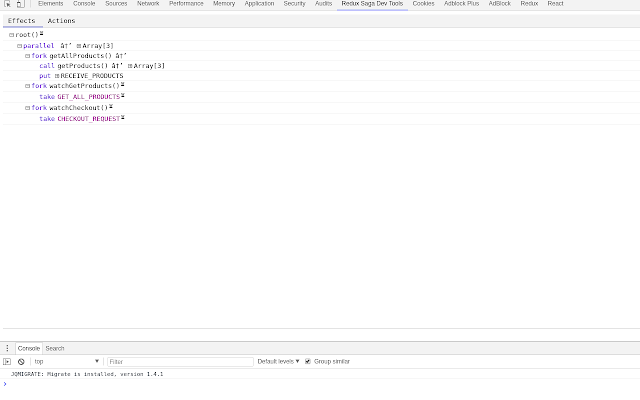 Elements Console Sources Network Performance Memory Application Security Audits Redux Saga Dev Tools Cookies Adblock Plus AdBlock Redux React
Effects Actions
root()
parallel â†’ Array[3]
fork getAllProducts() â†’
call getProducts() â†’ Array[3]
put RECEIVE_PRODUCTS
fork watchGetProducts()
take GET_ALL_PRODUCTS
fork watchCheckout()
take CHECKOUT_REQUEST
Console Search
top Filter Default levels Group similar
JQMIGRATE: Migrate is installed, version 1.4.1